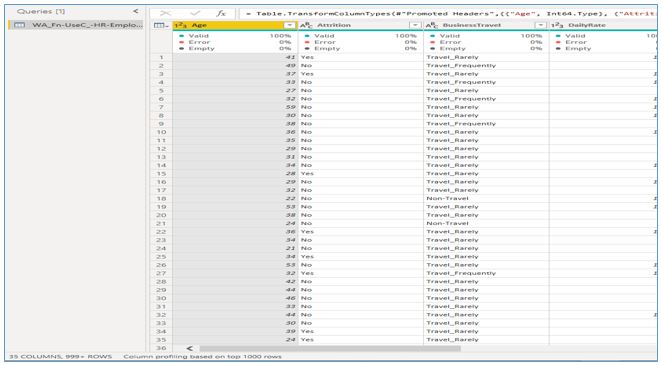 Queries [1]
WA_Fn-UseC_-HR-Emplo...
= Table.TransformColumnTypes(#"Promoted Headers",{{"Age", Int64.Type}, {"Attrit
Age Attrition BusinessTravel DailyRate
Valid 100% Valid 100% Valid 100% Valid
Error 0% Error 0% Error 0% Error
Empty 0% Empty 0% Empty 0% Empty
1 41 Yes Travel_Rarely
2 49 No Travel_Frequently
3 37 Yes Travel_Rarely
4 33 No Travel_Frequently
5 27 No Travel_Rarely
6 32 No Travel_Frequently
7 59 No Travel_Rarely
8 30 No Travel_Rarely
9 38 No Travel_Frequently
10 36 No Travel_Rarely
11 35 No Travel_Rarely
12 29 No Travel_Rarely
13 31 No Travel_Rarely
14 34 No Travel_Rarely
15 28 Yes Travel_Rarely
16 29 No Travel_Rarely
17 32 No Travel_Rarely
18 22 No Non-Travel
19 53 No Travel_Rarely
20 38 No Travel_Rarely
21 24 No Non-Travel
22 36 Yes Travel_Rarely
23 34 No Travel_Rarely
24 21 No Travel_Rarely
25 34 Yes Travel_Rarely
26 53 No Travel_Rarely
27 32 Yes Travel_Frequently
28 42 No Travel_Rarely
29 44 No Travel_Rarely
30 46 No Travel_Rarely
31 33 No Travel_Rarely
32 44 No Travel_Rarely
33 30 No Travel_Rarely
34 39 Yes Travel_Rarely
35 24 Yes Travel_Rarely
36
35 COLUMNS, 999+ ROWS Column profiling based on top 1000 rows